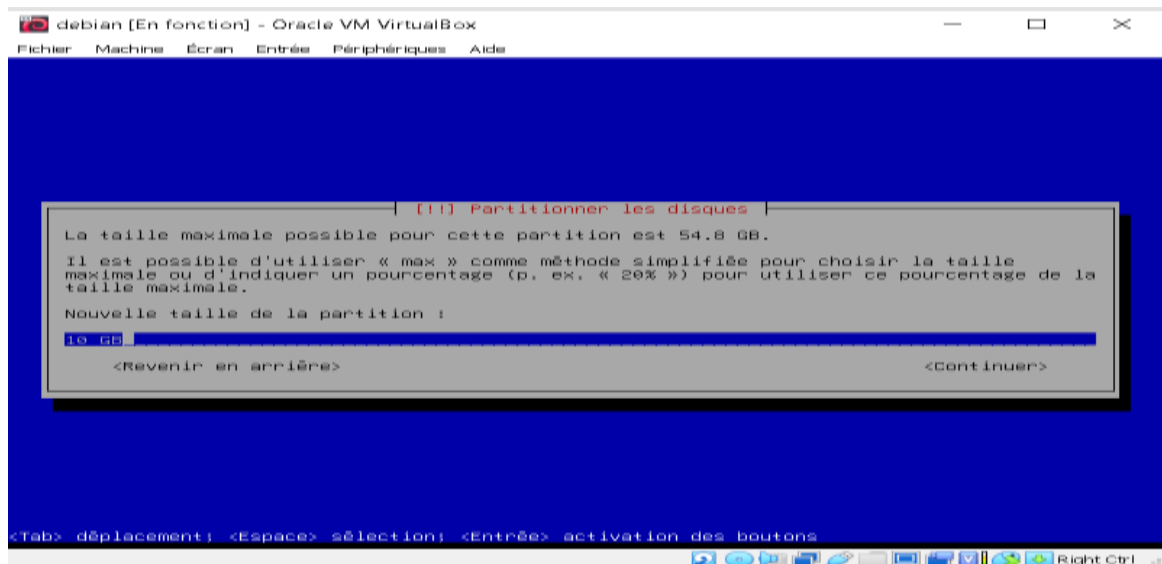 debian [En fonction] - Oracle VM VirtualBox
Fichier Machine Écran Entrée Périphériques Aide
[!!] Partitionner les disques
La taille maximale possible pour cette partition est 54.8 GB.
Il est possible d'utiliser « max » comme méthode simplifiée pour choisir la taille
maximale ou d'indiquer un pourcentage (p. ex. « 20% ») pour utiliser ce pourcentage de la
taille maximale.
Nouvelle taille de la partition :
10 GB
<Revenir en arrière> <Continuer>
<Tab> déplacement; <Espace> sélection; <Entrée> activation des boutons
Right Ctrl